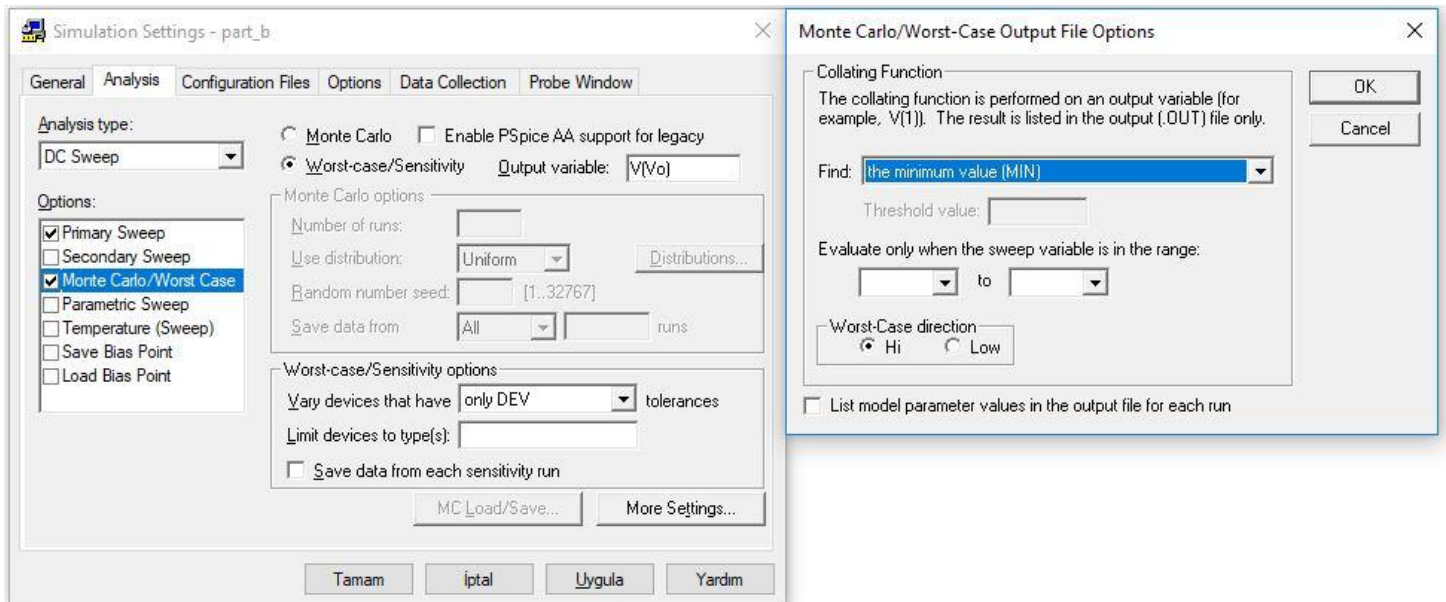 Simulation Settings - part_b
General Analysis Configuration Files Options Data Collection Probe Window
Analysis type:
DC Sweep
Options:
Primary Sweep
Secondary Sweep
Monte Carlo/Worst Case
Parametric Sweep
Temperature (Sweep)
Save Bias Point
Load Bias Point
Monte Carlo Enable PSpice AA support for legacy
Worst-case/Sensitivity Output variable: V(Vo)
Monte Carlo options
Number of runs:
Use distribution: Uniform Distributions...
Random number seed: [1..32767]
Save data from All runs
Worst-case/Sensitivity options
Vary devices that have only DEV tolerances
Limit devices to type(s):
Save data from each sensitivity run
MC Load/Save... More Settings...
Tamam İptal Uygula Yardım
Monte Carlo/Worst-Case Output File Options
Collating Function
The collating function is performed on an output variable (for
example, V(1)). The result is listed in the output (.OUT) file only.
Find: the minimum value (MIN)
Threshold value:
Evaluate only when the sweep variable is in the range:
to
Worst-Case direction
Hi Low
List model parameter values in the output file for each run
OK
Cancel